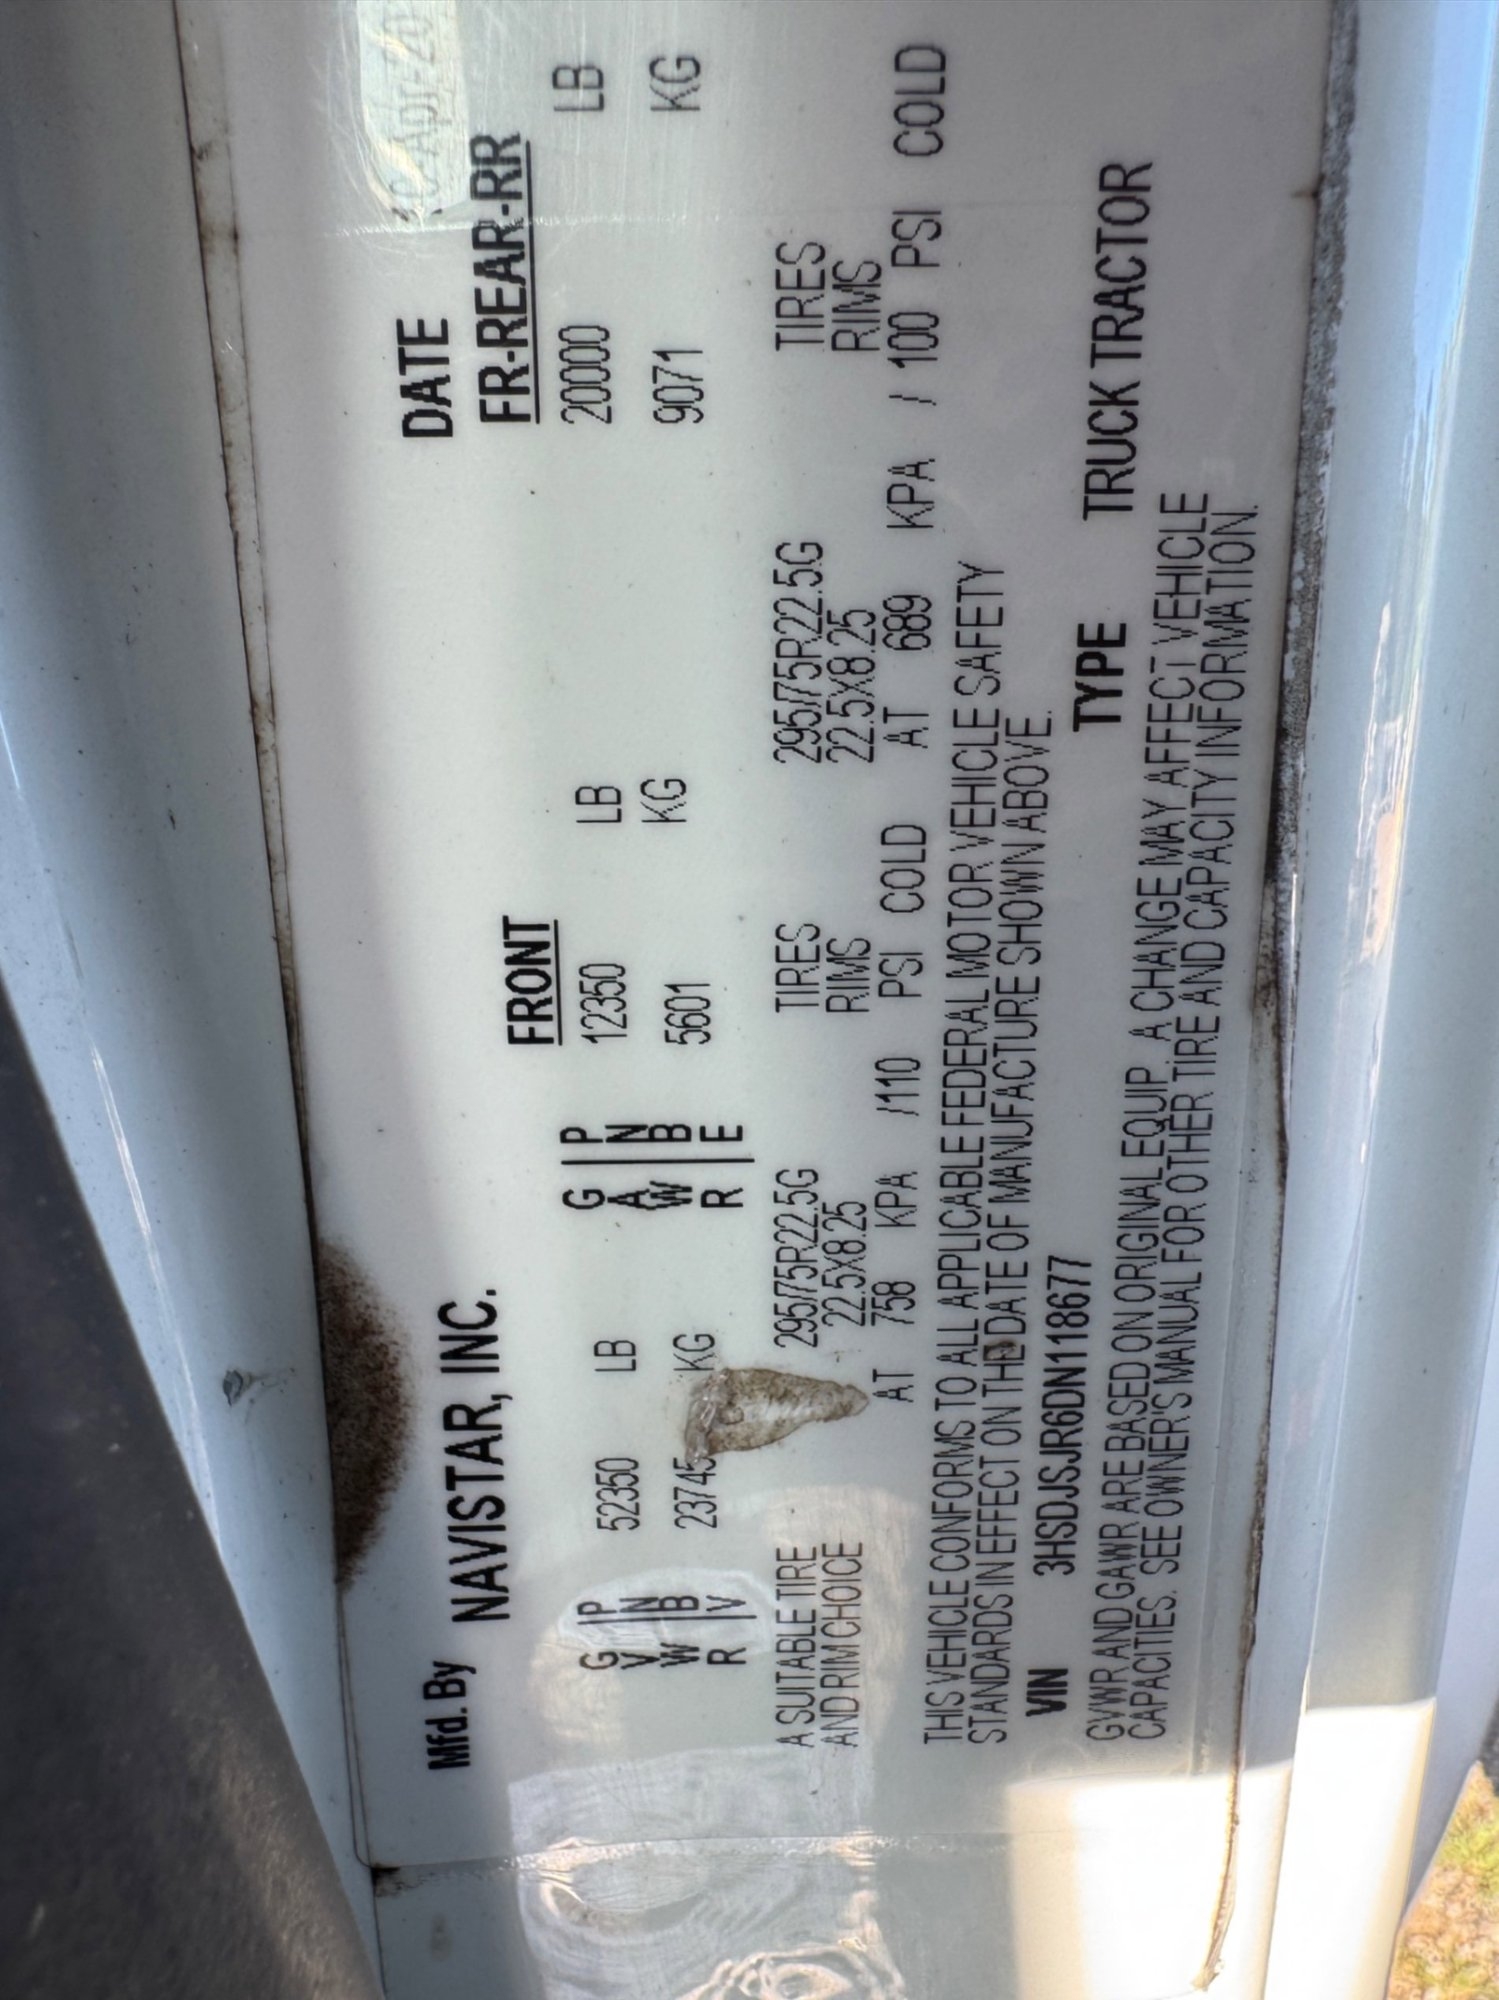 Mfd. By NAVISTAR, INC. DATE
FRONT FR-REAR-RR
GVWR 52350 LB GAWR 12350 LB 20000 LB
PNBV 23745 KG PNBE 5601 KG 9071 KG
A SUITABLE TIRE 295/75R22.5G TIRES 295/75R22.5G TIRES
AND RIM CHOICE 22.5X8.25 RIMS 22.5X8.25 RIMS
AT 758 KPA /110 PSI COLD AT 689 KPA / 100 PSI COLD
THIS VEHICLE CONFORMS TO ALL APPLICABLE FEDERAL MOTOR VEHICLE SAFETY
STANDARDS IN EFFECT ON THE DATE OF MANUFACTURE SHOWN ABOVE.
VIN 3HSDJSJR6DN118677 TYPE TRUCK TRACTOR
GVWR AND GAWR ARE BASED ON ORIGINAL EQUIP. A CHANGE MAY AFFECT VEHICLE
CAPACITIES. SEE OWNER'S MANUAL FOR OTHER TIRE AND CAPACITY INFORMATION.